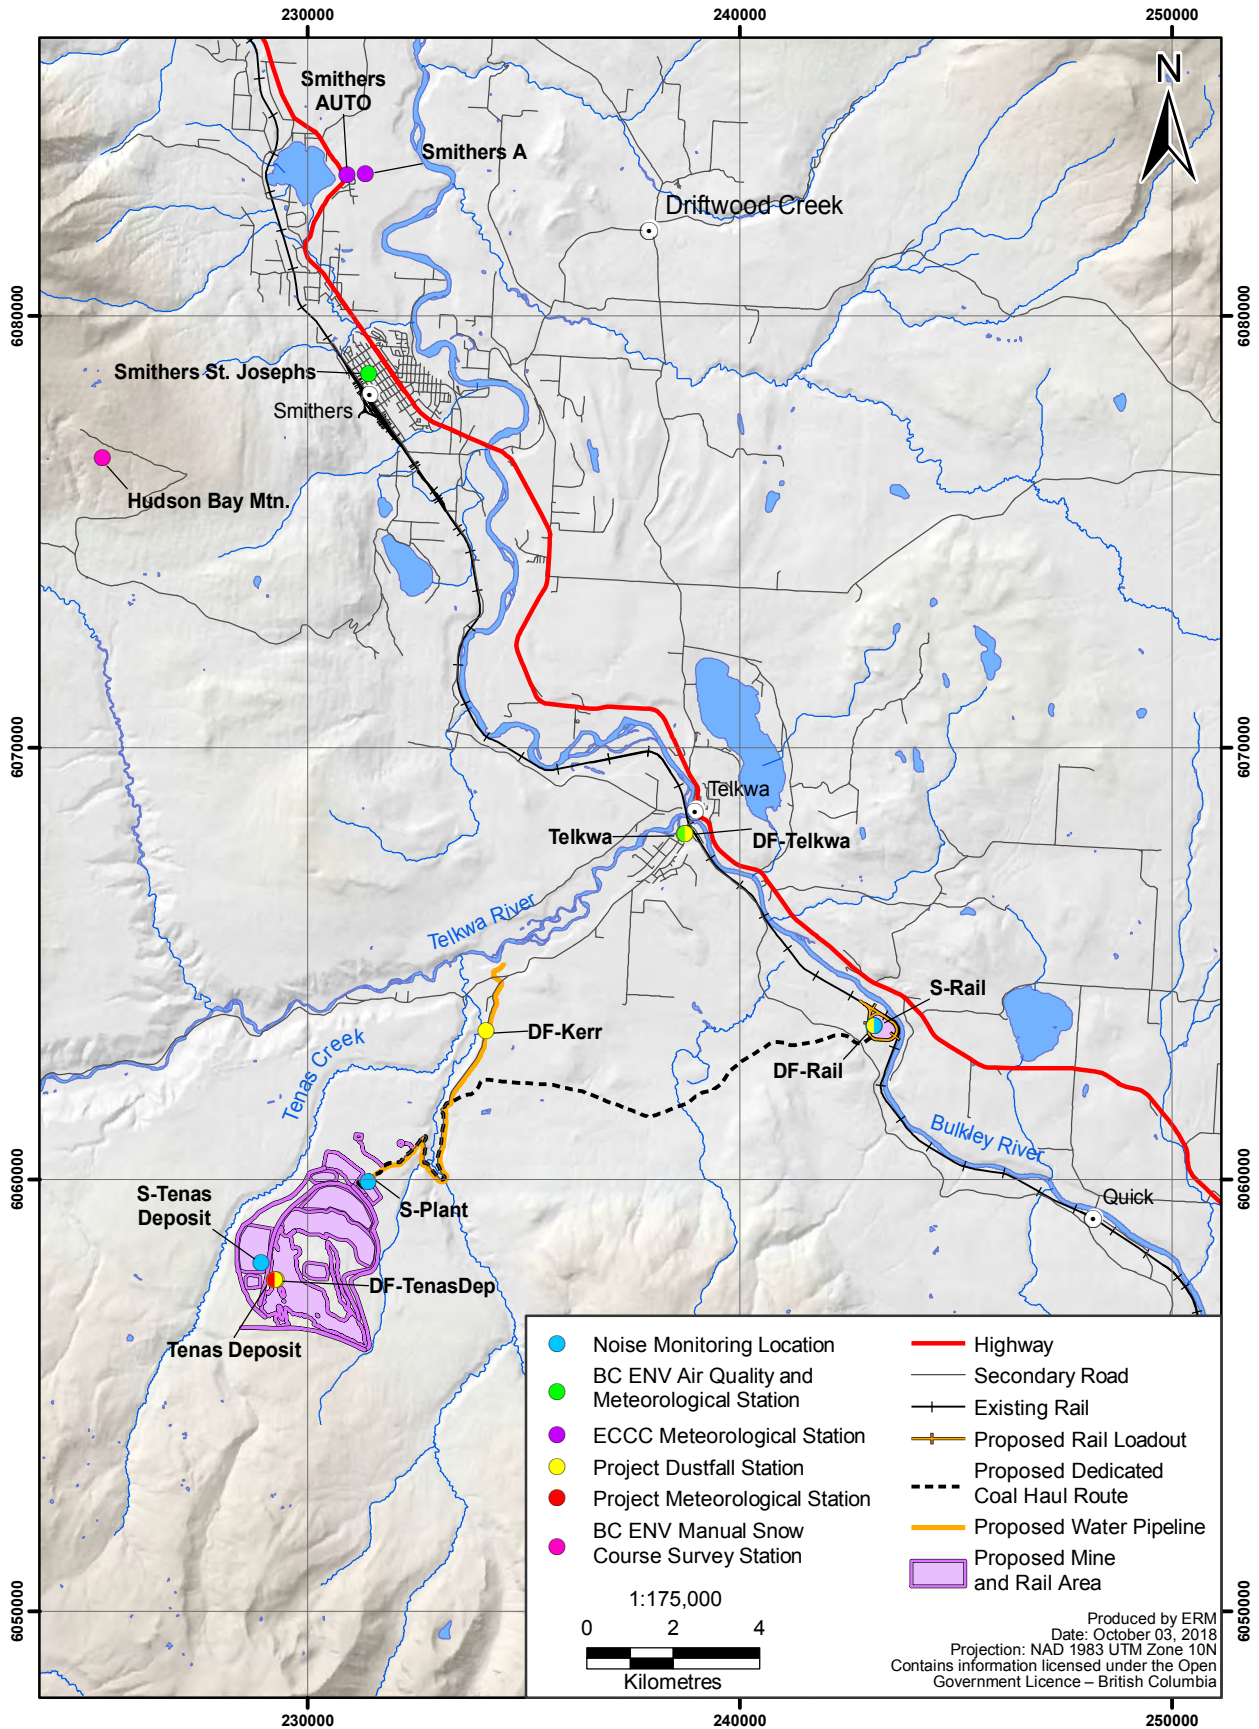 230000
240000
250000
N
Smithers
AUTO
Smithers A
Driftwood Creek
6080000
6080000
Smithers St. Josephs
Smithers
Hudson Bay Mtn.
6070000
6070000
Telkwa
Telkwa
DF-Telkwa
Telkwa River
S-Rail
DF-Kerr
Tenas Creek
DF-Rail
Bulkley River
6060000
6060000
S-Tenas
Deposit
S-Plant
Quick
DF-TenasDep
Tenas Deposit
Noise Monitoring Location
BC ENV Air Quality and
Meteorological Station
ECCC Meteorological Station
Project Dustfall Station
Project Meteorological Station
BC ENV Manual Snow
Course Survey Station
Highway
Secondary Road
Existing Rail
Proposed Rail Loadout
Proposed Dedicated
Coal Haul Route
Proposed Water Pipeline
Proposed Mine
and Rail Area
1:175,000
0 2 4
Kilometres
6050000
6050000
Produced by ERM
Date: October 03, 2018
Projection: NAD 1983 UTM Zone 10N
Contains information licensed under the Open
Government Licence – British Columbia
230000
240000
250000